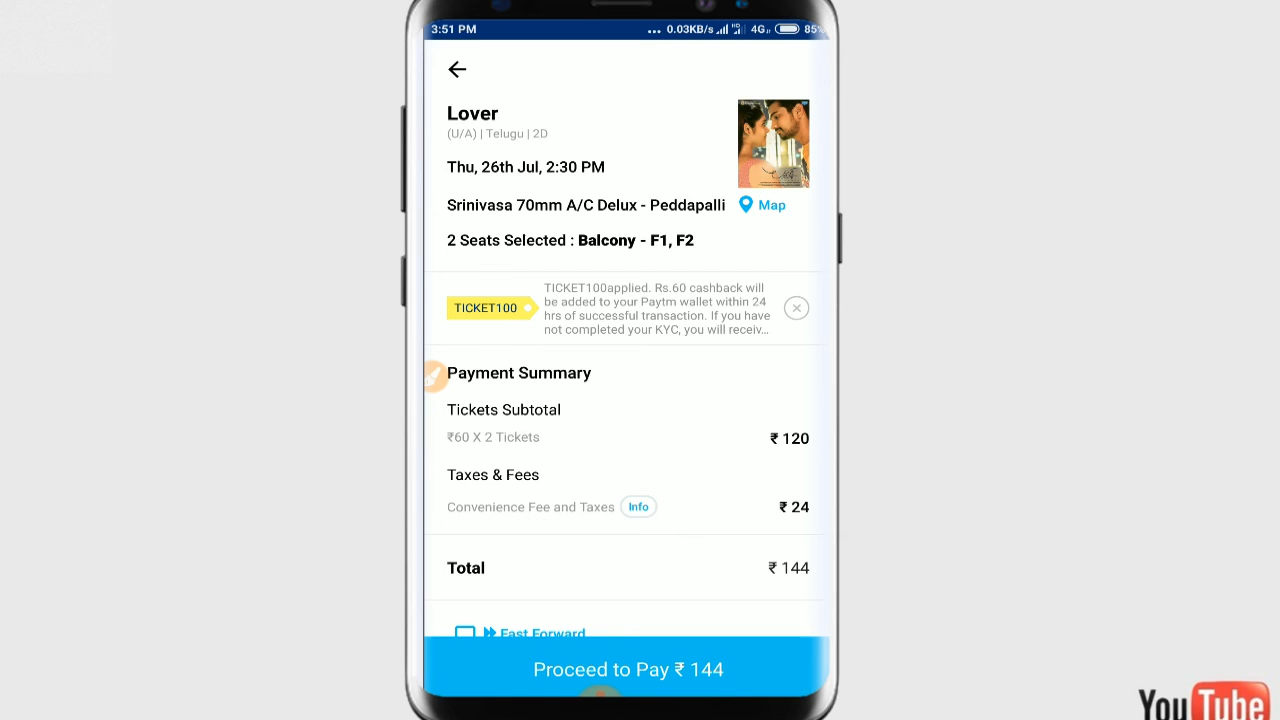 3:51 PM ... 0.03KB/s HD 4G 85%
Lover
(U/A) | Telugu | 2D
Thu, 26th Jul, 2:30 PM
Srinivasa 70mm A/C Delux - Peddapalli Map
2 Seats Selected : Balcony - F1, F2
TICKET100
TICKET100applied. Rs.60 cashback will
be added to your Paytm wallet within 24
hrs of successful transaction. If you have
not completed your KYC, you will receiv...
Payment Summary
Tickets Subtotal
₹60 X 2 Tickets ₹ 120
Taxes & Fees
Convenience Fee and Taxes Info ₹ 24
Total ₹ 144
Fast Forward
Proceed to Pay ₹ 144
YouTube